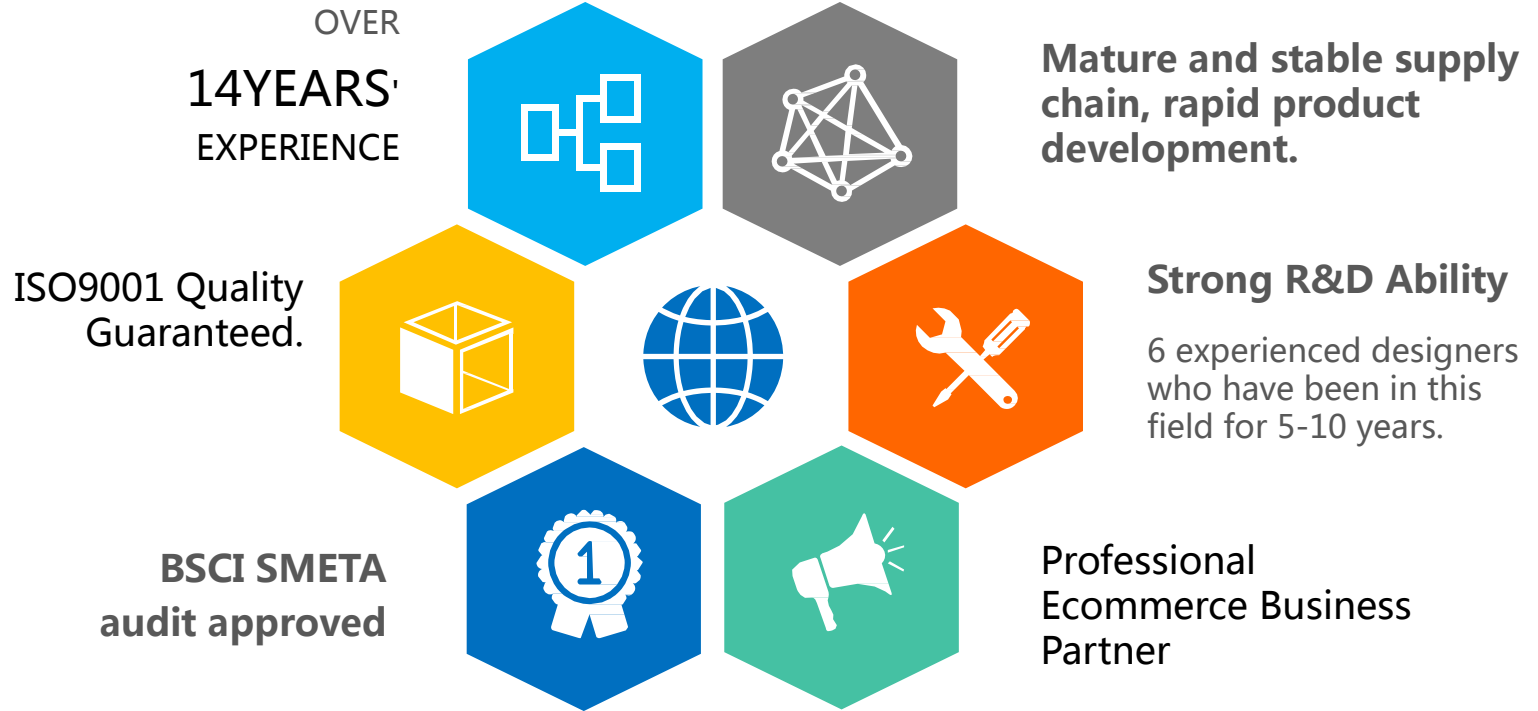 OVER
14YEARS'
EXPERIENCE
Mature and stable supply
chain, rapid product
development.
ISO9001 Quality
Guaranteed.
Strong R&D Ability
6 experienced designers
who have been in this
field for 5-10 years.
BSCI SMETA
audit approved
1
Professional
Ecommerce Business
Partner